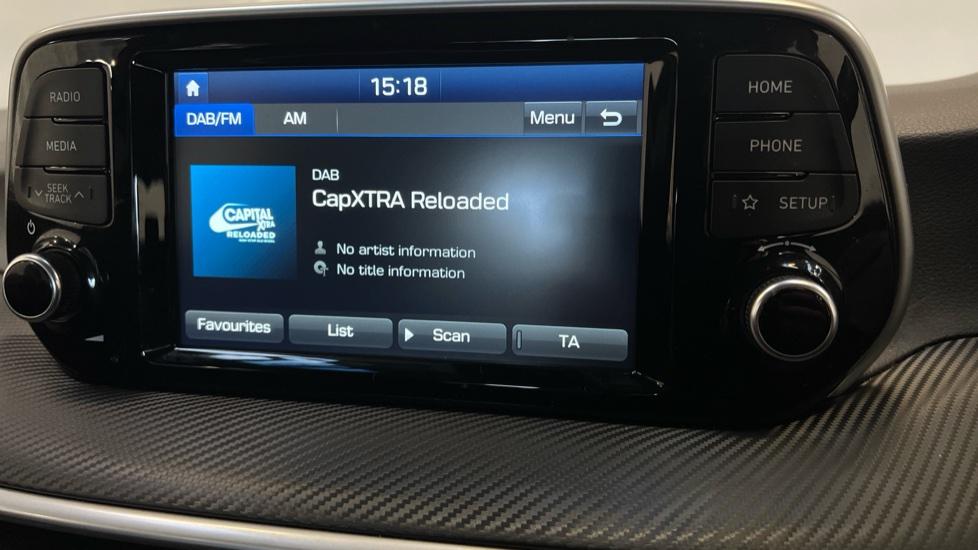 RADIO
MEDIA
SEEK
TRACK
15:18
DAB/FM
AM
Menu
CAPITAL
XTRA
RELOADED
DAB
CapXTRA Reloaded
No artist information
No title information
Favourites
List
Scan
TA
HOME
PHONE
SETUP